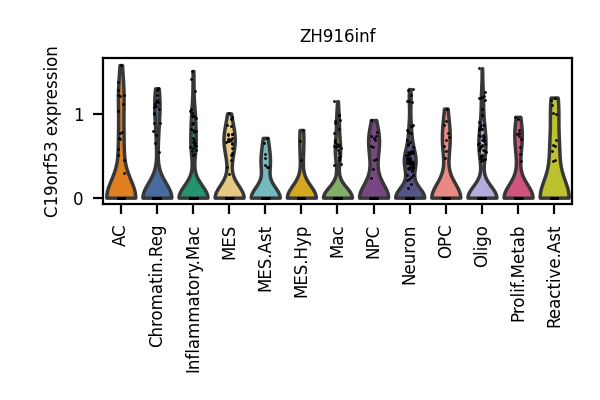 ZH916inf
C19orf53 expression
1
0
AC
Chromatin.Reg
Inflammatory.Mac
MES
MES.Ast
MES.Hyp
Mac
NPC
Neuron
OPC
Oligo
Prolif.Metab
Reactive.Ast